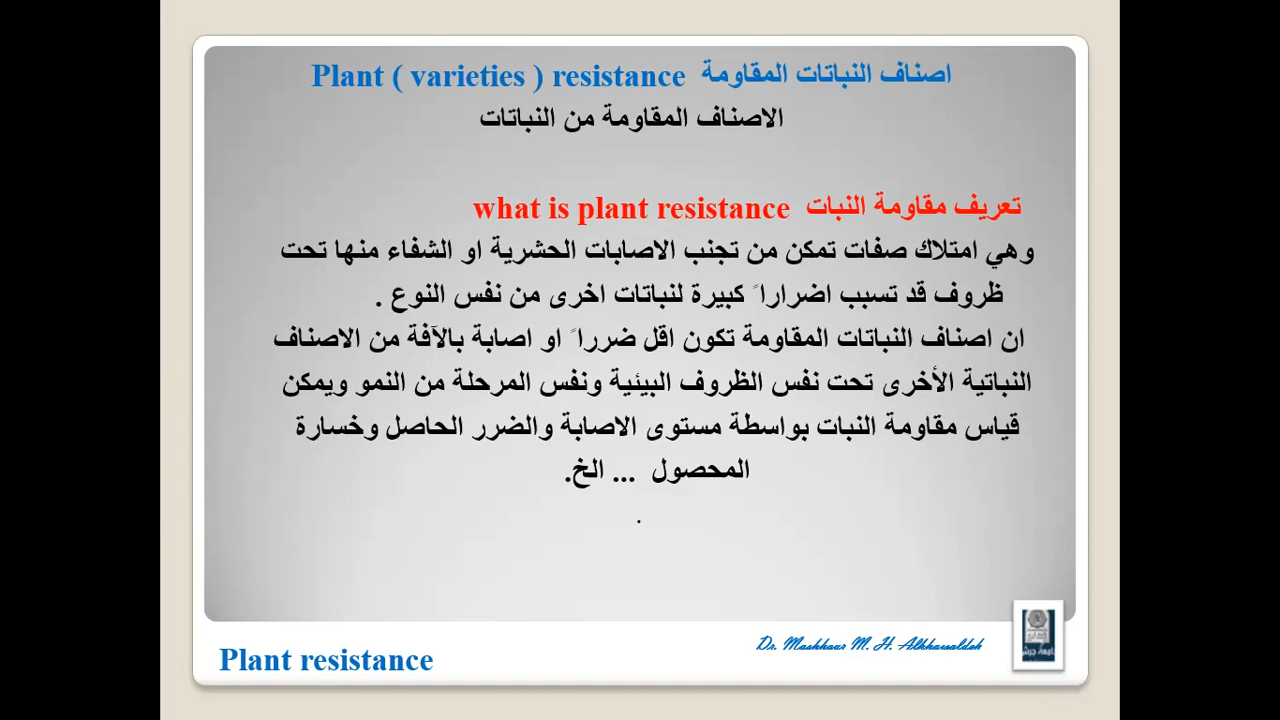 اصناف النباتات المقاومة Plant ( varieties ) resistance
الاصناف المقاومة من النباتات
تعريف مقاومة النبات what is plant resistance
وهي امتلاك صفات تمكن من تجنب الاصابات الحشرية او الشفاء منها تحت
ظروف قد تسبب اضراراً كبيرة لنباتات اخرى من نفس النوع .
ان اصناف النباتات المقاومة تكون اقل ضرراً او اصابة بالآفة من الاصناف
النباتية الأخرى تحت نفس الظروف البيئية ونفس المرحلة من النمو ويمكن
قياس مقاومة النبات بواسطة مستوى الاصابة والضرر الحاصل وخسارة
المحصول ... الخ.
.
Dr. Mashhour M. H. Alkhawaldeh
Plant resistance